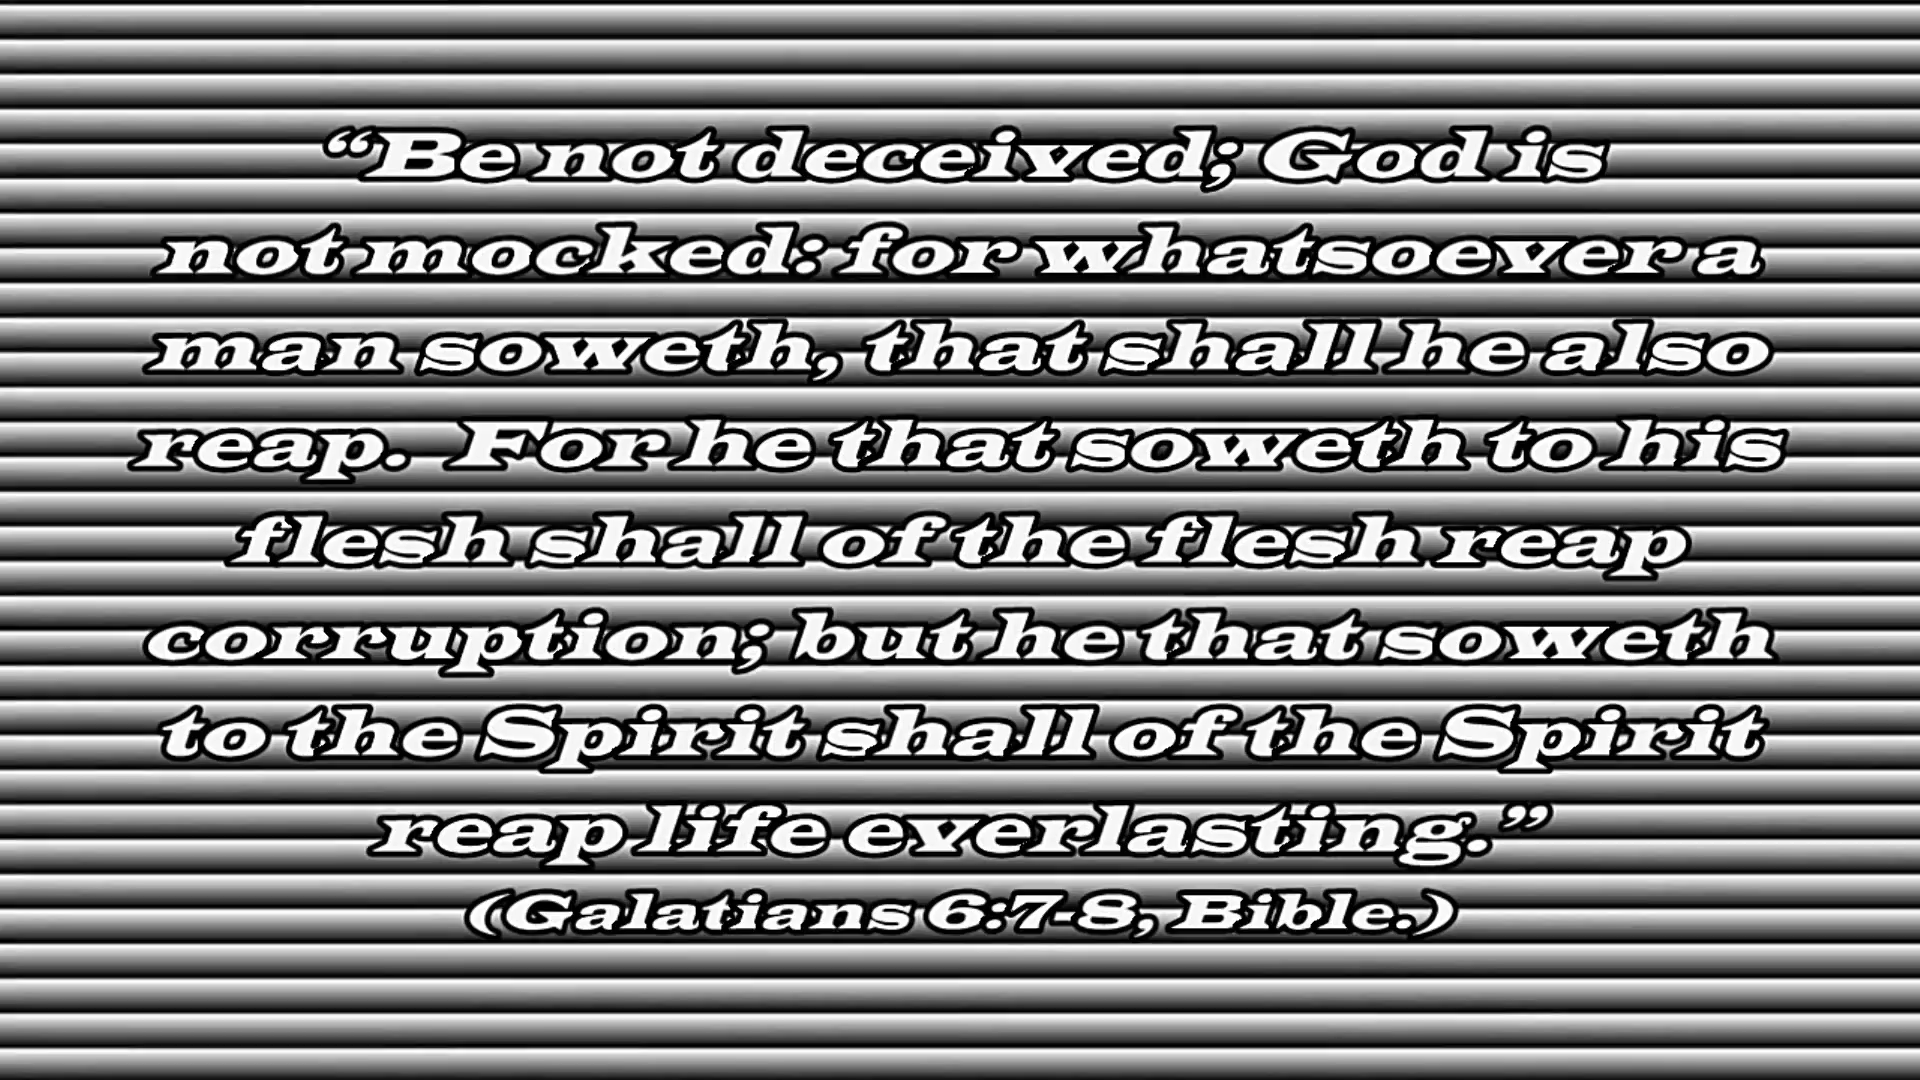 “Be not deceived; God is
not mocked: for whatsoever a
man soweth, that shall he also
reap.  For he that soweth to his
flesh shall of the flesh reap
corruption; but he that soweth
to the Spirit shall of the Spirit
reap life everlasting.”
(Galatians 6:7-8, Bible.)